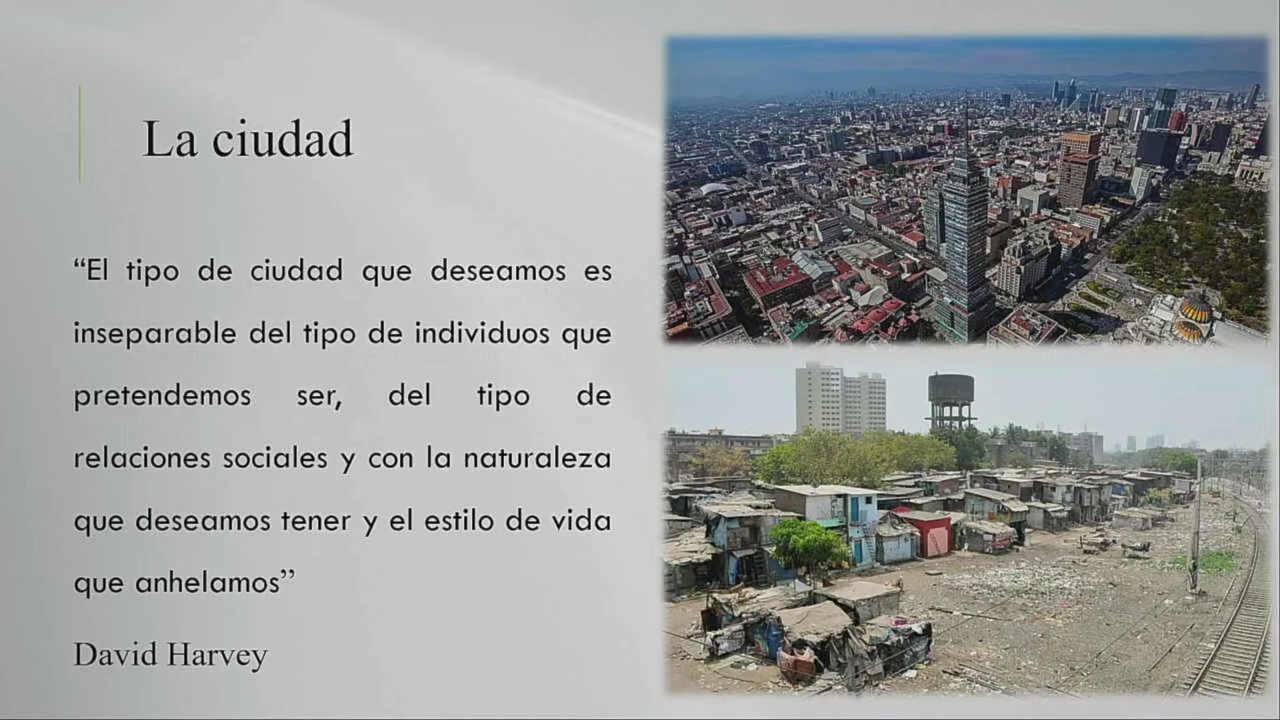 La ciudad
“El tipo de ciudad que deseamos es
inseparable del tipo de individuos que
pretendemos ser, del tipo de
relaciones sociales y con la naturaleza
que deseamos tener y el estilo de vida
que anhelamos”
David Harvey